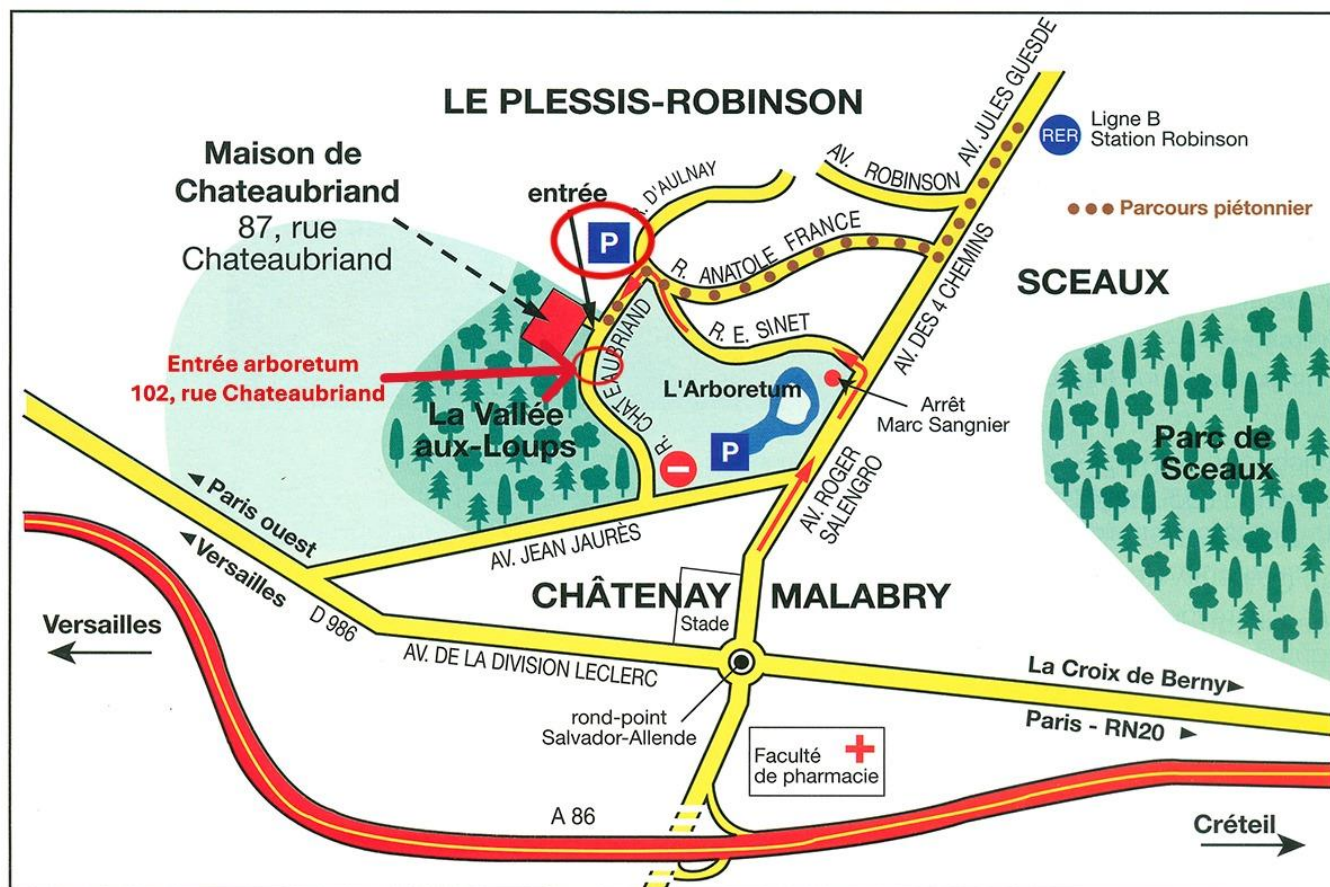 LE PLESSIS-ROBINSON
AV. JULES GUESDE
RER
Ligne B
Station Robinson
Maison de
Chateaubriand
87, rue
Chateaubriand
entrée
P
R. D'AULNAY
AV. ROBINSON
Parcours piétonnier
R. ANATOLE FRANCE
SCEAUX
AV. DES 4 CHEMINS
R. E. SINET
Entrée arboretum
102, rue Chateaubriand
R. CHATEAUBRIAND
L'Arboretum
La Vallée
aux-Loups
P
Arrêt
Marc Sangnier
Parc de
Sceaux
AV. ROGER
SALENGRO
Paris ouest
Versailles
AV. JEAN JAURÈS
D 986
CHÂTENAY MALABRY
Stade
Versailles
AV. DE LA DIVISION LECLERC
La Croix de Berny
Paris - RN20
rond-point
Salvador-Allende
Faculté
de pharmacie
A 86
Créteil